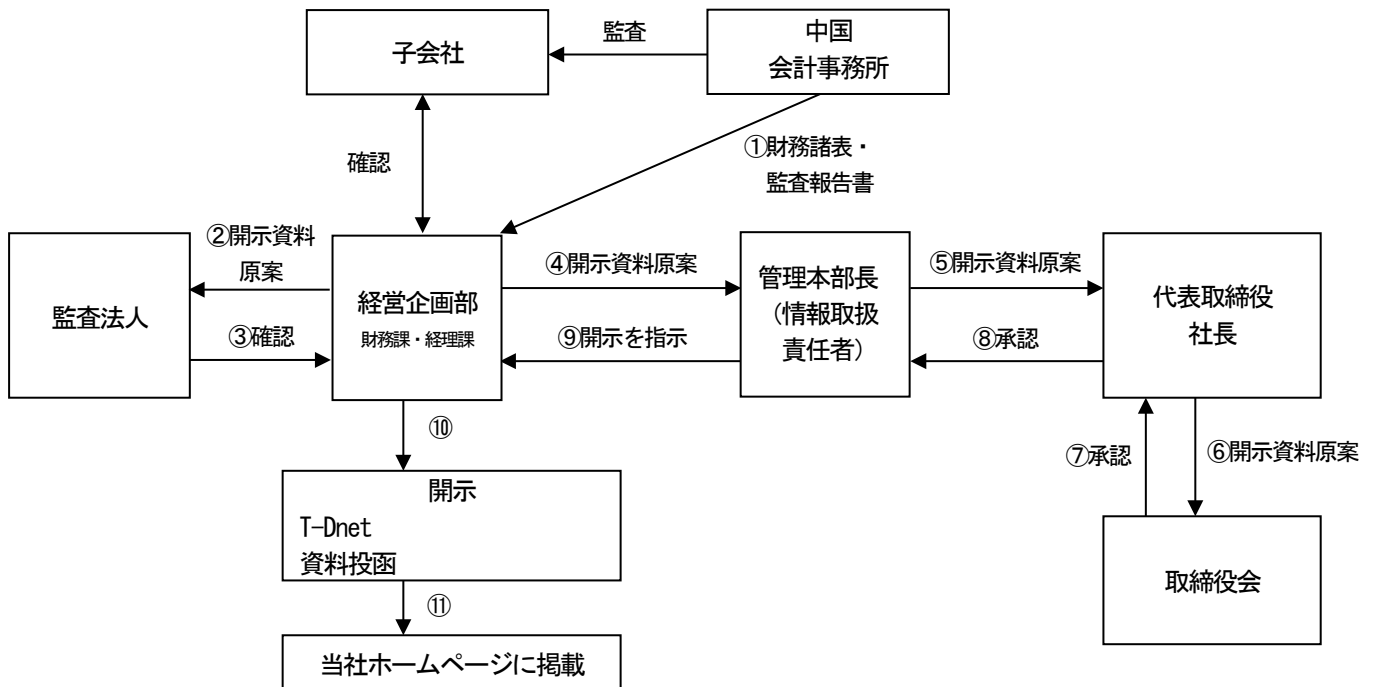 子会社
監査
中国
会計事務所
確認
①財務諸表・
監査報告書
監査法人
②開示資料
原案
③確認
経営企画部
財務課・経理課
④開示資料原案
⑨開示を指示
管理本部長
（情報取扱
責任者）
⑤開示資料原案
⑧承認
代表取締役
社長
⑦承認
⑥開示資料原案
取締役会
⑩
開示
T-Dnet
資料投函
⑪
当社ホームページに掲載